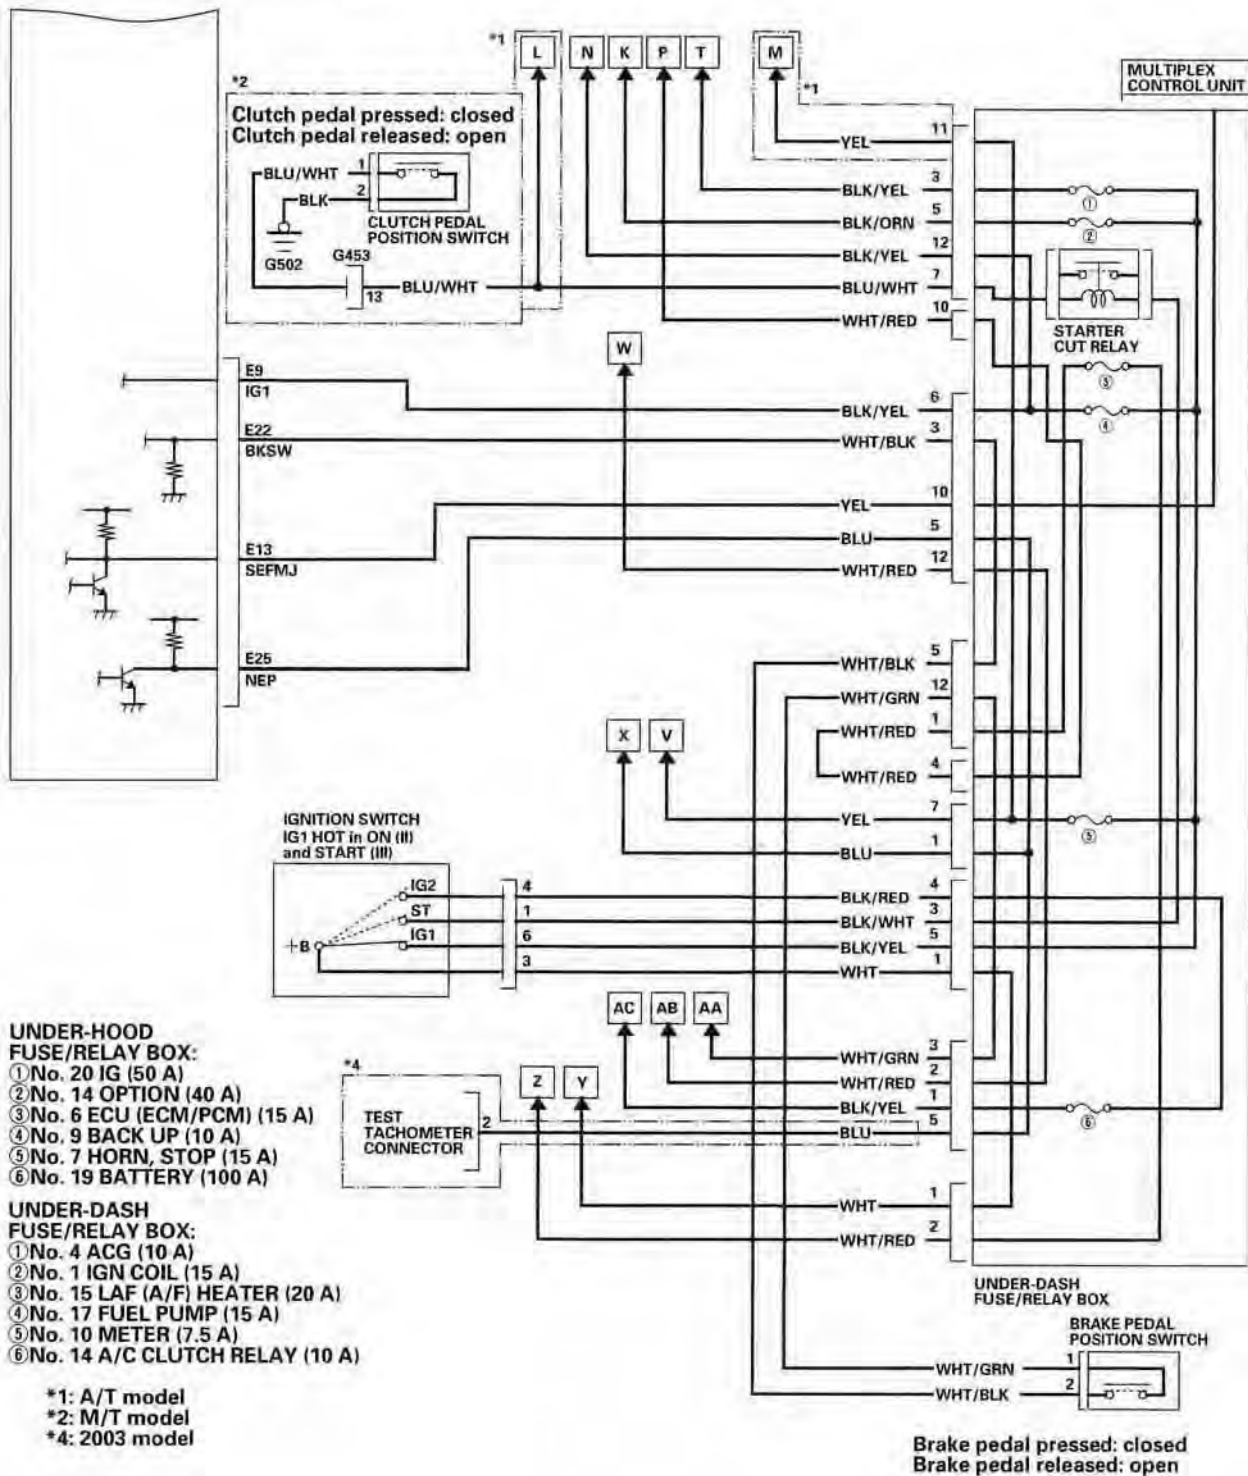 *1
L
N
K
P
T
M
*1
MULTIPLEX
CONTROL UNIT
*2
Clutch pedal pressed: closed
Clutch pedal released: open
BLU/WHT
1
BLK
2
CLUTCH PEDAL
POSITION SWITCH
G502
G453
13
BLU/WHT
YEL
11
BLK/YEL
3
①
BLK/ORN
5
②
BLK/YEL
12
BLU/WHT
7
WHT/RED
10
STARTER
CUT RELAY
③
W
E9
IG1
BLK/YEL
6
④
E22
BKSW
WHT/BLK
3
YEL
10
E13
SEFMJ
BLU
5
WHT/RED
12
E25
NEP
WHT/BLK
5
WHT/GRN
12
X
V
WHT/RED
1
WHT/RED
4
YEL
7
⑤
BLU
1
IGNITION SWITCH
IG1 HOT in ON (II)
and START (III)
IG2
4
BLK/RED
4
ST
1
BLK/WHT
3
+B
IG1
6
BLK/YEL
5
3
WHT
1
AC
AB
AA
WHT/GRN
3
WHT/RED
2
BLK/YEL
1
⑥
*4
Z
Y
TEST
TACHOMETER
CONNECTOR
2
BLU
5
WHT
1
WHT/RED
2
UNDER-DASH
FUSE/RELAY BOX
BRAKE PEDAL
POSITION SWITCH
WHT/GRN
1
WHT/BLK
2
Brake pedal pressed: closed
Brake pedal released: open
UNDER-HOOD
FUSE/RELAY BOX:
①No. 20 IG (50 A)
②No. 14 OPTION (40 A)
③No. 6 ECU (ECM/PCM) (15 A)
④No. 9 BACK UP (10 A)
⑤No. 7 HORN, STOP (15 A)
⑥No. 19 BATTERY (100 A)
UNDER-DASH
FUSE/RELAY BOX:
①No. 4 ACG (10 A)
②No. 1 IGN COIL (15 A)
③No. 15 LAF (A/F) HEATER (20 A)
④No. 17 FUEL PUMP (15 A)
⑤No. 10 METER (7.5 A)
⑥No. 14 A/C CLUTCH RELAY (10 A)
*1: A/T model
*2: M/T model
*4: 2003 model